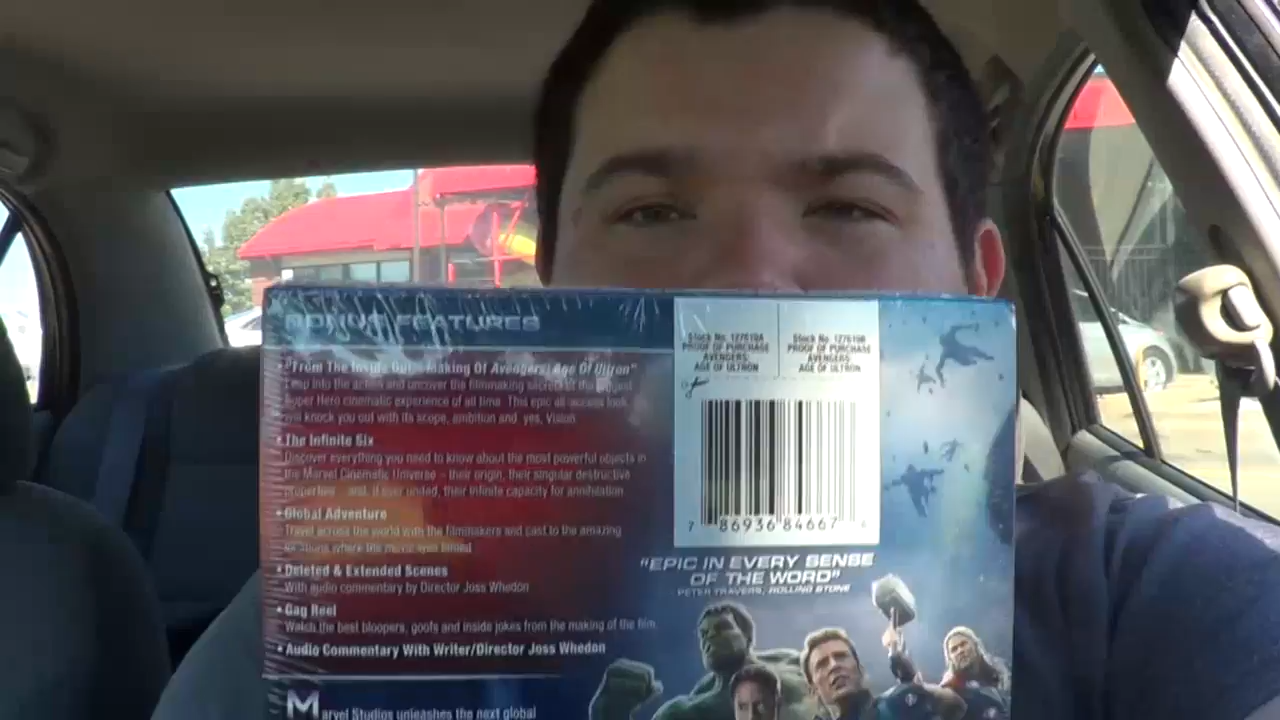 BONUS FEATURES
• "From The Inside Out – Making Of Avengers: Age Of Ultron"
Leap into the action and uncover the filmmaking secrets of the biggest
Super Hero cinematic experience of all time. This epic all-access look
will knock you out with its scope, ambition and yes, Vision.
• The Infinite Six
Discover everything you need to know about the most powerful objects in
the Marvel Cinematic Universe – their origin, their singular destructive
properties – and, if ever united, their infinite capacity for annihilation.
• Global Adventure
Travel across the world with the filmmakers and cast to the amazing
locations where the movie was filmed
• Deleted & Extended Scenes
With audio commentary by Director Joss Whedon
• Gag Reel
Watch the best bloopers, goofs and inside jokes from the making of the film.
• Audio Commentary With Writer/Director Joss Whedon
Marvel Studios unleashes the next global
Stock No. 127619A
PROOF OF PURCHASE
AVENGERS:
AGE OF ULTRON
Stock No. 127619B
PROOF OF PURCHASE
AVENGERS:
AGE OF ULTRON
7 86936 84667 4
"EPIC IN EVERY SENSE
OF THE WORD"
PETER TRAVERS, ROLLING STONE